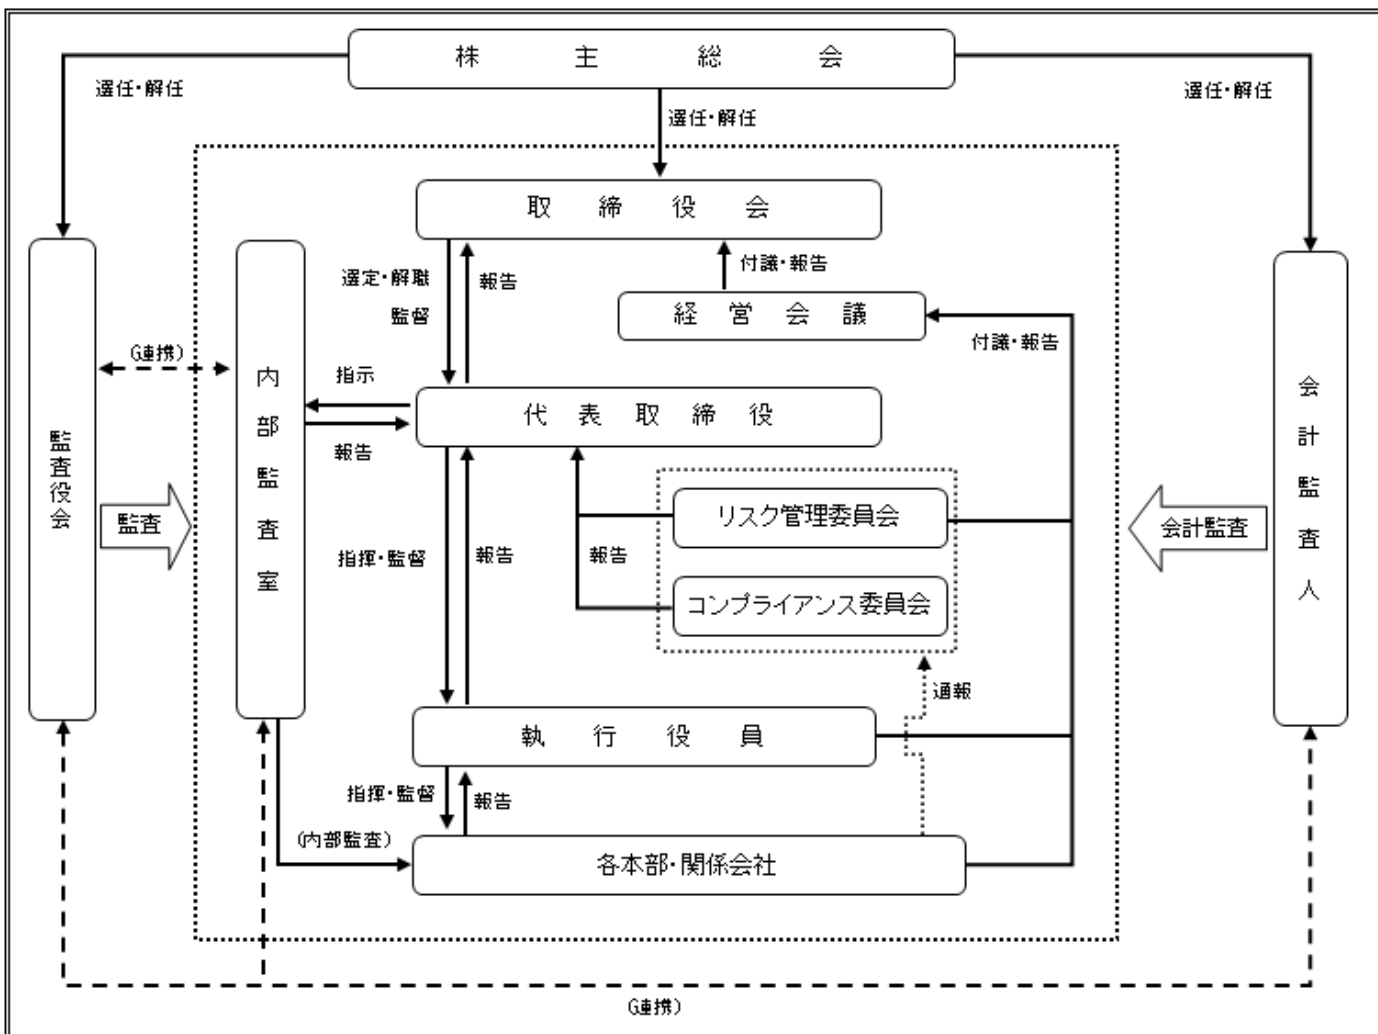 株主総会
選任・解任
選任・解任
選任・解任
取締役会
選定・解職
監督
報告
付議・報告
経営会議
付議・報告
(連携)
指示
報告
代表取締役
内部監査室
監査役会
監査
会計監査人
会計監査
リスク管理委員会
コンプライアンス委員会
報告
指揮・監督
報告
通報
執行役員
指揮・監督
報告
(内部監査)
各本部・関係会社
(連携)